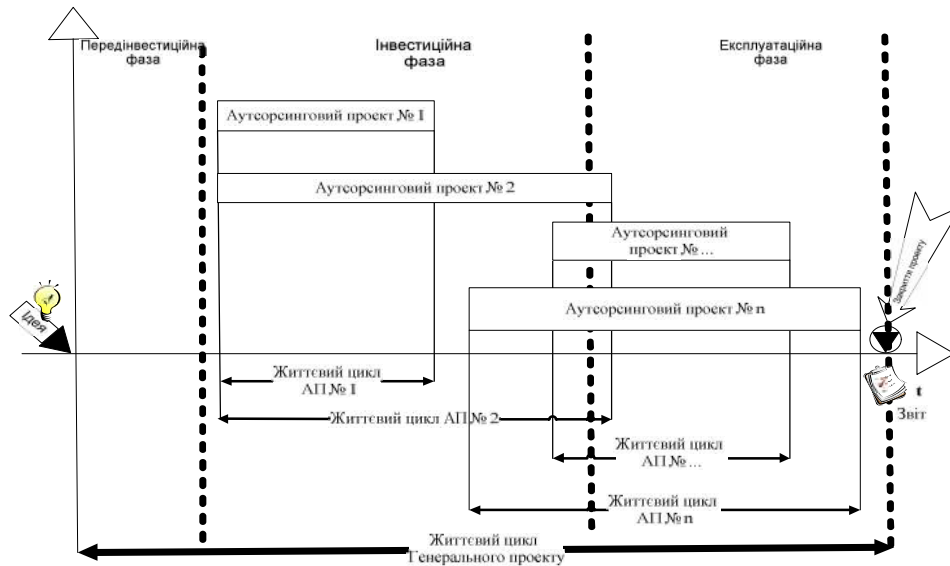 Передінвестиційна
фаза
Інвестиційна
фаза
Експлуатаційна
фаза
Аутсорсинговий проект № 1
Аутсорсинговий проект № 2
Аутсорсинговий
проект № ...
Аутсорсинговий проект № n
Ідея
Закриття проекту
Життєвий цикл
АП № 1
t
Звіт
Життєвий цикл АП № 2
Життєвий цикл
АП № ...
Життєвий цикл
АП № n
Життєвий цикл
Генерального проекту